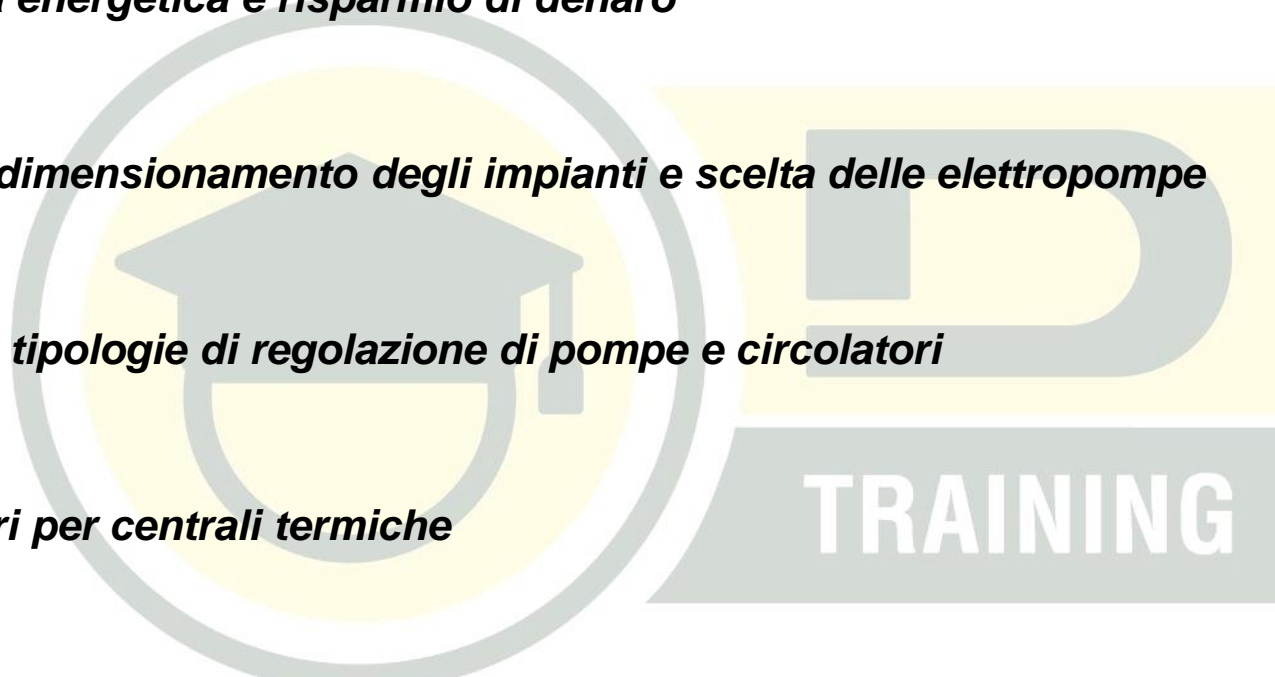 energetica e risparmio di denaro
dimensionamento degli impianti e scelta delle elettropompe
tipologie di regolazione di pompe e circolatori
per centrali termiche
TRAINING